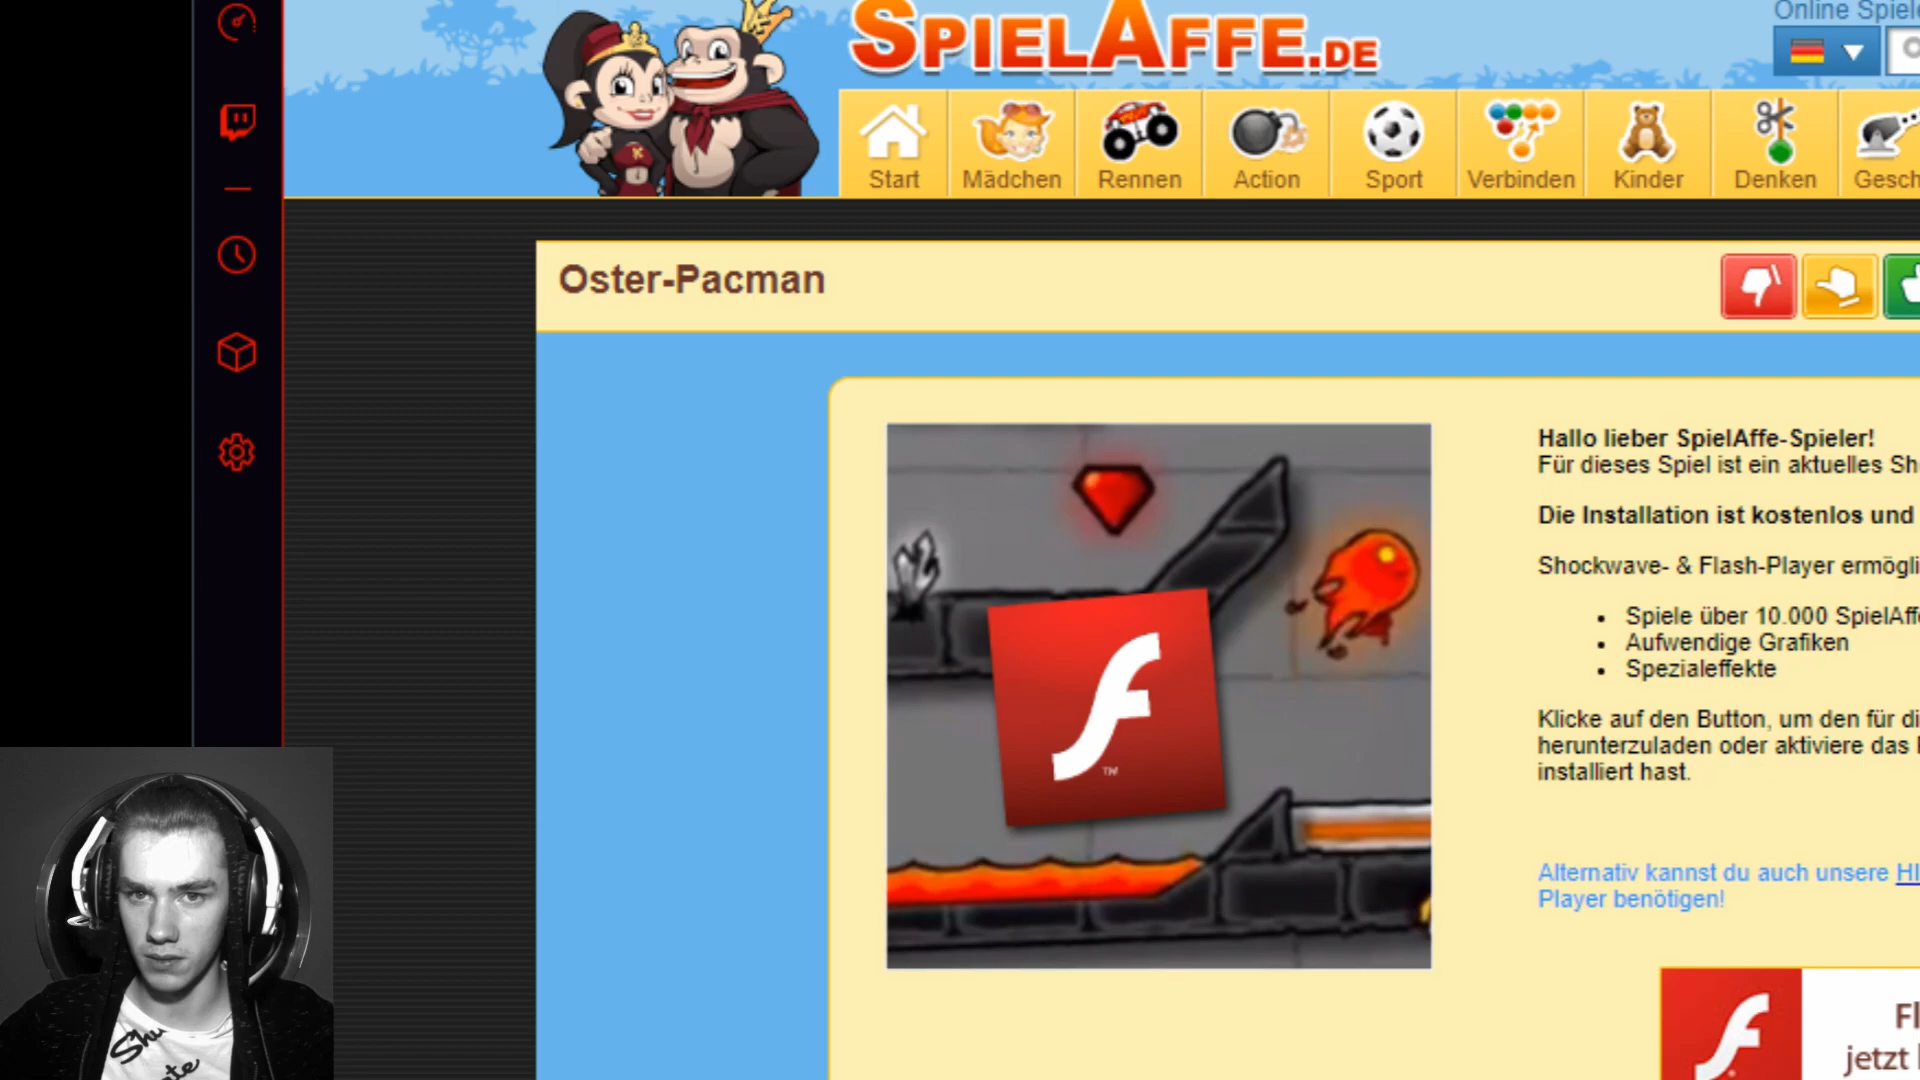 Online Spiele
SPIELAFFE.DE
Start
Mädchen
Rennen
Action
Sport
Verbinden
Kinder
Denken
Gesch
Oster-Pacman
Hallo lieber SpielAffe-Spieler!
Für dieses Spiel ist ein aktuelles Sh
Die Installation ist kostenlos und
Shockwave- & Flash-Player ermögli
Spiele über 10.000 SpielAffe
Aufwendige Grafiken
Spezialeffekte
Klicke auf den Button, um den für di
herunterzuladen oder aktiviere das
installiert hast.
Alternativ kannst du auch unsere
Player benötigen!
TM
Fl
jetzt